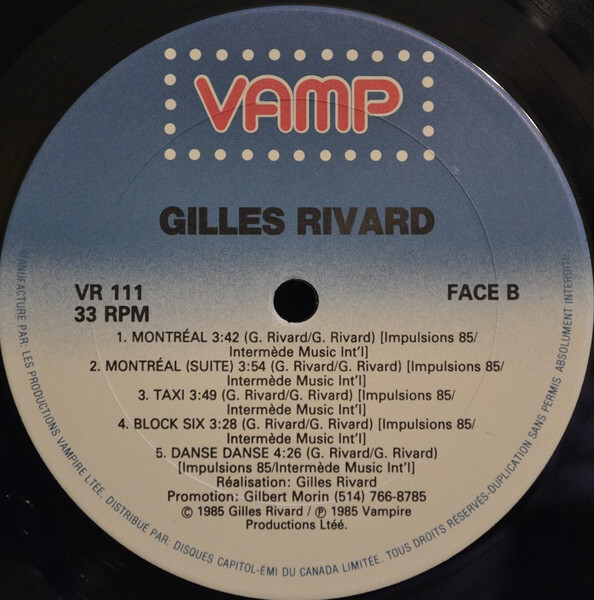 VAMP
GILLES RIVARD
VR 111
33 RPM
FACE B
1. MONTRÉAL 3:42 (G. Rivard/G. Rivard) [Impulsions 85/
Intermède Music Int'l]
2. MONTRÉAL (SUITE) 3:54 (G. Rivard/G. Rivard) [Impulsions 85/
Intermède Music Int'l]
3. TAXI 3:49 (G. Rivard/G. Rivard) [Impulsions 85/
Intermède Music Int'l]
4. BLOCK SIX 3:28 (G. Rivard/G. Rivard) [Impulsions 85/
Intermède Music Int'l]
5. DANSE DANSE 4:26 (G. Rivard/G. Rivard)
[Impulsions 85/Intermède Music Int'l]
Réalisation: Gilles Rivard
Promotion: Gilbert Morin (514) 766-8785
© 1985 Gilles Rivard / ℗ 1985 Vampire
Productions Ltéé.
MANUFACTURÉ PAR: LES PRODUCTIONS VAMPIRE LTEE, DISTRIBUE PAR: DISQUES CAPITOL-ÉMI DU CANADA LIMITÉE. TOUS DROITS RÉSERVÉS-DUPLICATION SANS PERMIS ABSOLUMENT INTERDITE